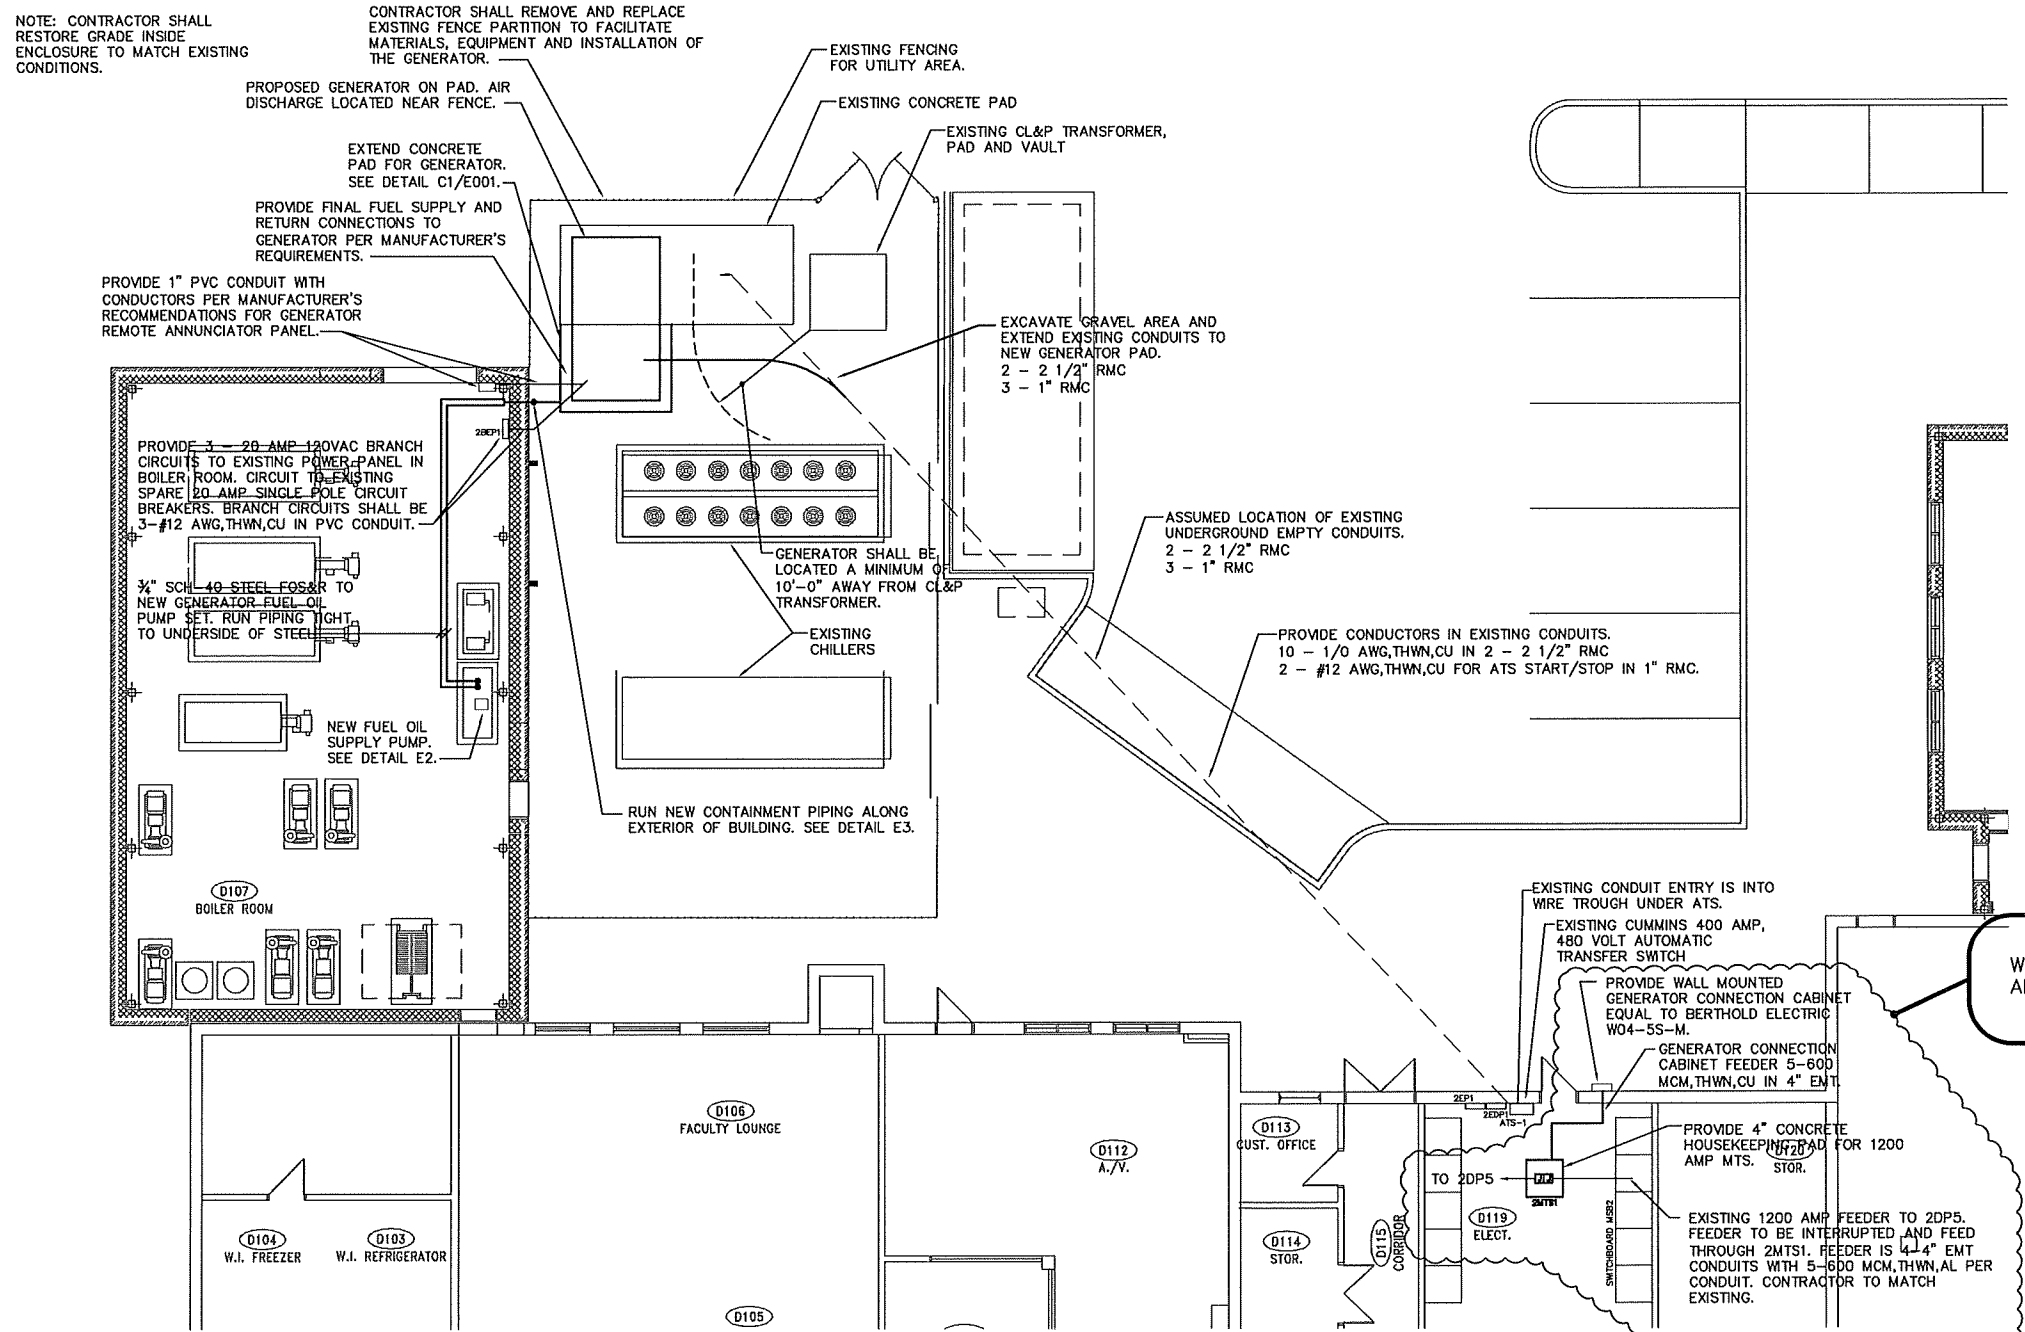 NOTE: CONTRACTOR SHALL
RESTORE GRADE INSIDE
ENCLOSURE TO MATCH EXISTING
CONDITIONS.
CONTRACTOR SHALL REMOVE AND REPLACE
EXISTING FENCE PARTITION TO FACILITATE
MATERIALS, EQUIPMENT AND INSTALLATION OF
THE GENERATOR.
EXISTING FENCING
FOR UTILITY AREA.
PROPOSED GENERATOR ON PAD. AIR
DISCHARGE LOCATED NEAR FENCE.
EXISTING CONCRETE PAD
EXISTING CL&P TRANSFORMER,
PAD AND VAULT
EXTEND CONCRETE
PAD FOR GENERATOR.
SEE DETAIL C1/E001.
PROVIDE FINAL FUEL SUPPLY AND
RETURN CONNECTIONS TO
GENERATOR PER MANUFACTURER'S
REQUIREMENTS.
PROVIDE 1" PVC CONDUIT WITH
CONDUCTORS PER MANUFACTURER'S
RECOMMENDATIONS FOR GENERATOR
REMOTE ANNUNCIATOR PANEL.
EXCAVATE GRAVEL AREA AND
EXTEND EXISTING CONDUITS TO
NEW GENERATOR PAD.
2 - 2 1/2" RMC
3 - 1" RMC
2BEP1
PROVIDE 3 - 20 AMP 120VAC BRANCH
CIRCUITS TO EXISTING POWER PANEL IN
BOILER ROOM. CIRCUIT TO EXISTING
SPARE 20 AMP SINGLE POLE CIRCUIT
BREAKERS. BRANCH CIRCUITS SHALL BE
3-#12 AWG,THWN,CU IN PVC CONDUIT.
ASSUMED LOCATION OF EXISTING
UNDERGROUND EMPTY CONDUITS.
2 - 2 1/2" RMC
3 - 1" RMC
GENERATOR SHALL BE
LOCATED A MINIMUM OF
10'-0" AWAY FROM CL&P
TRANSFORMER.
¾" SCH 40 STEEL FOS&R TO
NEW GENERATOR FUEL OIL
PUMP SET. RUN PIPING TIGHT
TO UNDERSIDE OF STEEL
EXISTING
CHILLERS
PROVIDE CONDUCTORS IN EXISTING CONDUITS.
10 - 1/0 AWG,THWN,CU IN 2 - 2 1/2" RMC
2 - #12 AWG,THWN,CU FOR ATS START/STOP IN 1" RMC.
NEW FUEL OIL
SUPPLY PUMP.
SEE DETAIL E2.
RUN NEW CONTAINMENT PIPING ALONG
EXTERIOR OF BUILDING. SEE DETAIL E3.
D107
BOILER ROOM
EXISTING CONDUIT ENTRY IS INTO
WIRE TROUGH UNDER ATS.
EXISTING CUMMINS 400 AMP,
480 VOLT AUTOMATIC
TRANSFER SWITCH
PROVIDE WALL MOUNTED
GENERATOR CONNECTION CABINET
EQUAL TO BERTHOLD ELECTRIC
W04-5S-M.
GENERATOR CONNECTION
CABINET FEEDER 5-600
MCM,THWN,CU IN 4" EMT.
2EP1
2EDP1
ATS-1
D106
FACULTY LOUNGE
D112
A./V.
D113
CUST. OFFICE
PROVIDE 4" CONCRETE
HOUSEKEEPING PAD FOR 1200
AMP MTS.
D120
STOR.
TO 2DP5
2MTS1
D119
ELECT.
SWITCHBOARD MSB2
D115
CORRIDOR
D114
STOR.
D104
W.I. FREEZER
D103
W.I. REFRIGERATOR
D105
EXISTING 1200 AMP FEEDER TO 2DP5.
FEEDER TO BE INTERRUPTED AND FEED
THROUGH 2MTS1. FEEDER IS 4-4" EMT
CONDUITS WITH 5-600 MCM,THWN,AL PER
CONDUIT. CONTRACTOR TO MATCH
EXISTING.